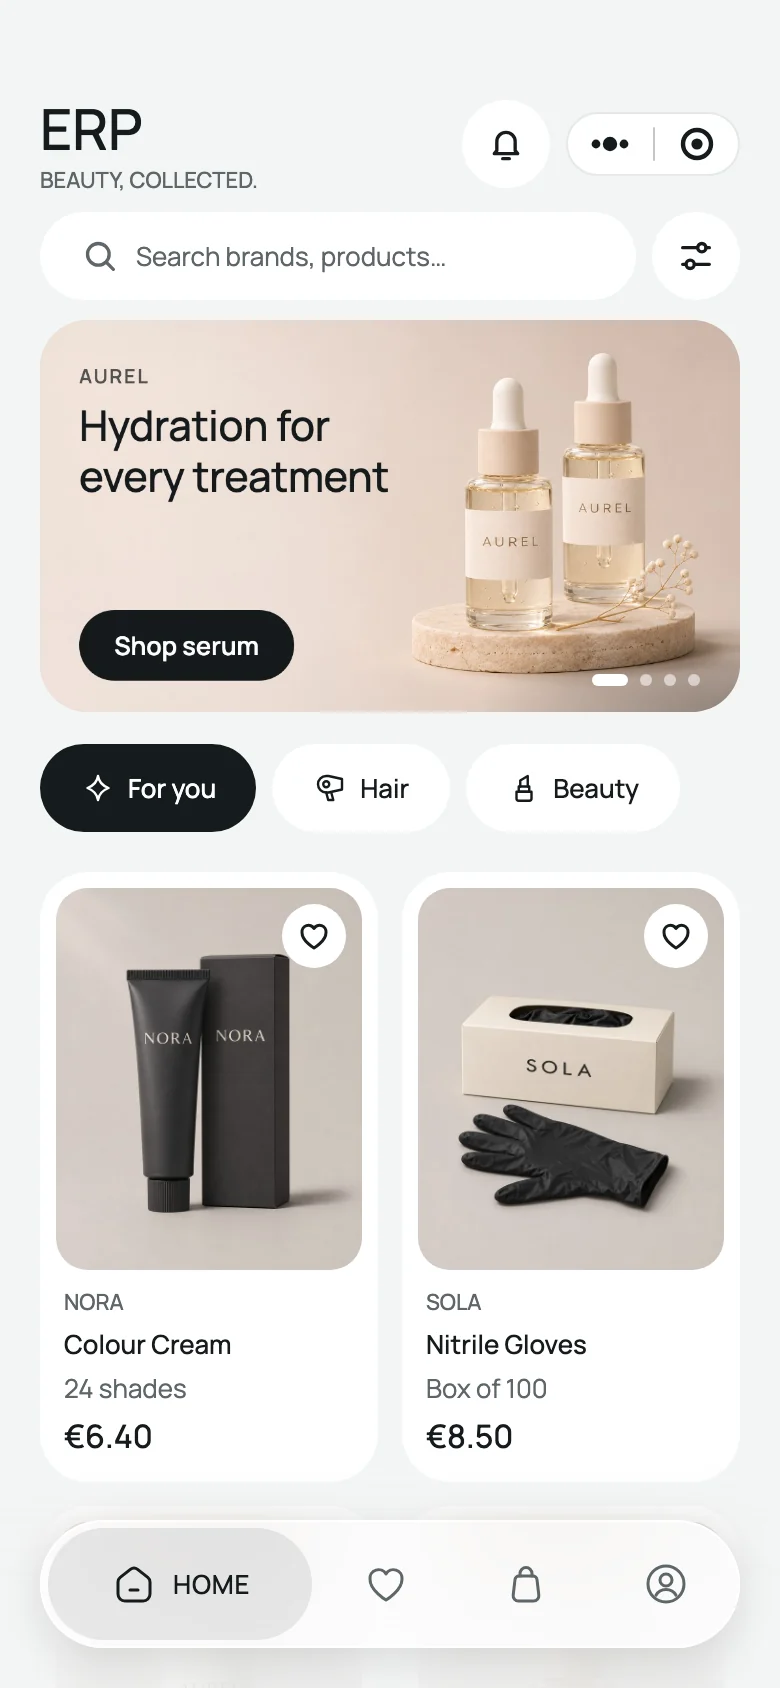 ERP
BEAUTY, COLLECTED.
Search brands, products...
AUREL
Hydration for
every treatment
AUREL
AUREL
Shop serum
For you
Hair
Beauty
NORA
NORA
SOLA
NORA
Colour Cream
24 shades
€6.40
SOLA
Nitrile Gloves
Box of 100
€8.50
HOME